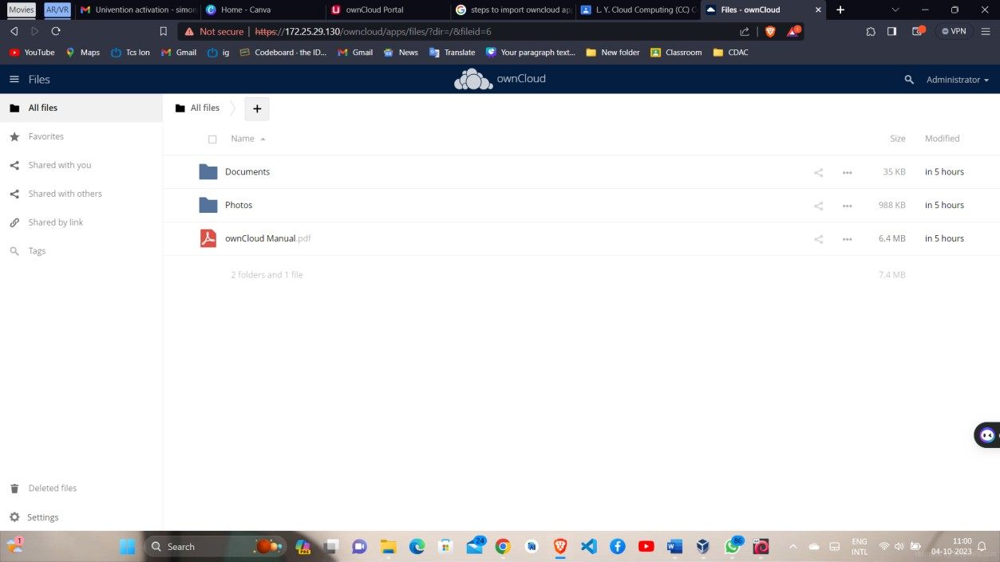 Movies AR/VR Univention activation - simon Home - Canva ownCloud Portal steps to import owncloud app L. Y. Cloud Computing (CC) C Files - ownCloud
Not secure https://172.25.29.130/owncloud/apps/files/?dir=/&fileid=6 1 VPN
YouTube Maps Tcs Ion Gmail ig Codeboard · the ID... Gmail News Translate Your paragraph text... New folder Classroom CDAC
Files ownCloud Administrator
All files
Favorites
Shared with you
Shared with others
Shared by link
Tags
Deleted files
Settings
All files +
Name Size Modified
Documents 35 KB in 5 hours
Photos 988 KB in 5 hours
ownCloud Manual.pdf 6.4 MB in 5 hours
2 folders and 1 file 7.4 MB
1 Search PRE 24 86 ENG 11:00
INTL 04-10-2023